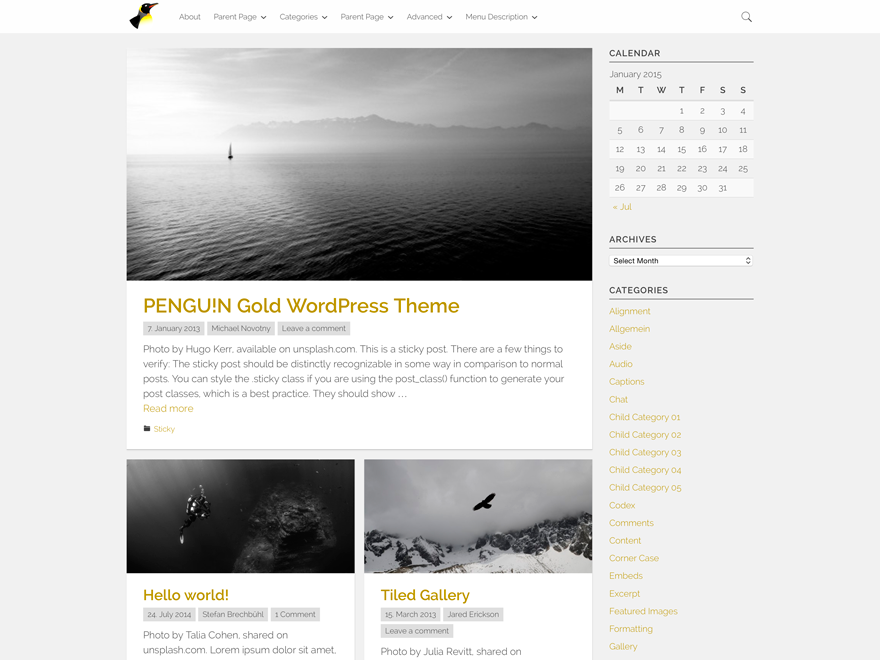 About Parent Page Categories Parent Page Advanced Menu Description
PENGU!N Gold WordPress Theme
7. January 2013 Michael Novotny Leave a comment
Photo by Hugo Kerr, available on unsplash.com. This is a sticky post. There are a few things to
verify: The sticky post should be distinctly recognizable in some way in comparison to normal
posts. You can style the .sticky class if you are using the post_class() function to generate your
post classes, which is a best practice. They should show …
Read more
Sticky
Hello world!
24. July 2014 Stefan Brechbühl 1 Comment
Photo by Talia Cohen, shared on
unsplash.com. Lorem ipsum dolor sit amet,
Tiled Gallery
15. March 2013 Jared Erickson
Leave a comment
Photo by Julia Revitt, shared on
CALENDAR
January 2015
M T W T F S S
1 2 3 4
5 6 7 8 9 10 11
12 13 14 15 16 17 18
19 20 21 22 23 24 25
26 27 28 29 30 31
« Jul
ARCHIVES
Select Month
CATEGORIES
Alignment
Allgemein
Aside
Audio
Captions
Chat
Child Category 01
Child Category 02
Child Category 03
Child Category 04
Child Category 05
Codex
Comments
Content
Corner Case
Embeds
Excerpt
Featured Images
Formatting
Gallery